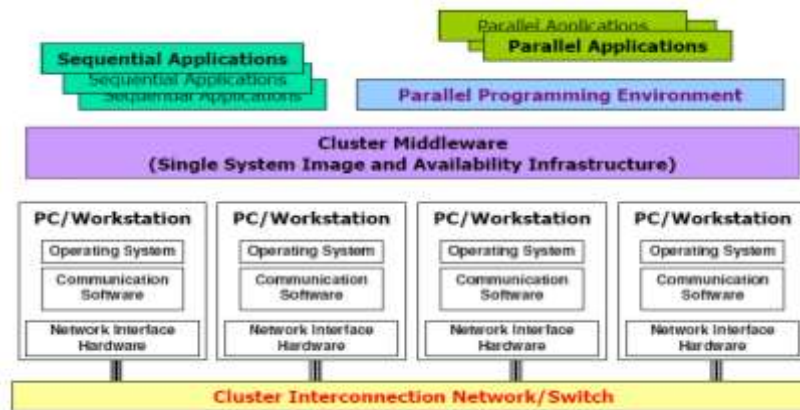 Parallel Applications
Parallel Applications
Sequential Applications
Sequential Applications
Sequential Applications
Parallel Programming Environment
Cluster Middleware
(Single System Image and Availability Infrastructure)
PC/Workstation
Operating System
Communication
Software
Network Interface
Hardware
PC/Workstation
Operating System
Communication
Software
Network Interface
Hardware
PC/Workstation
Operating System
Communication
Software
Network Interface
Hardware
PC/Workstation
Operating System
Communication
Software
Network Interface
Hardware
Cluster Interconnection Network/Switch